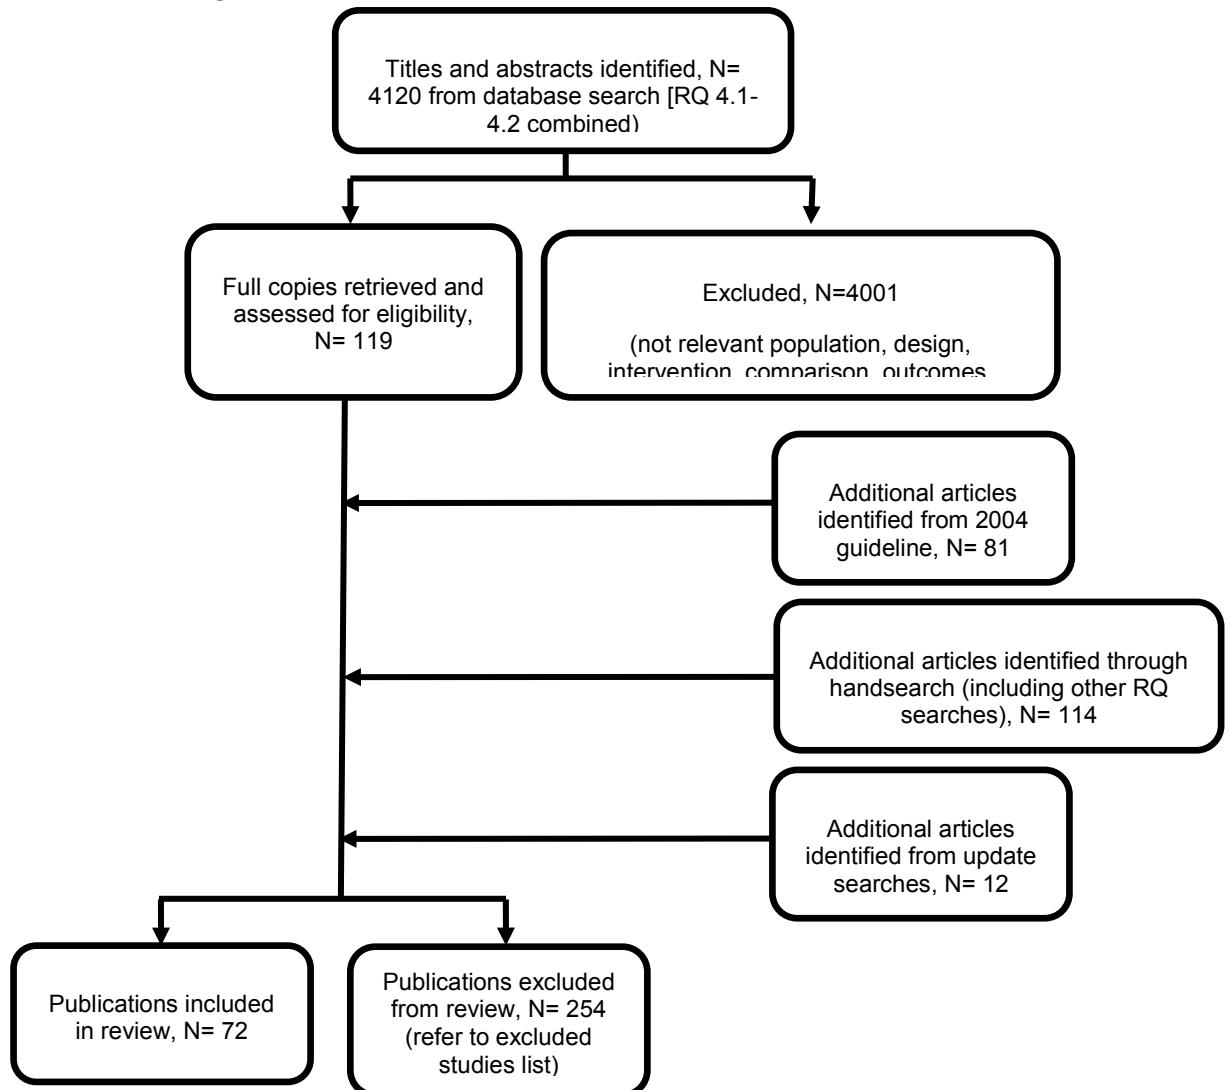 Titles and abstracts identified, N=
4120 from database search [RQ 4.1-
4.2 combined)
Full copies retrieved and
assessed for eligibility,
N= 119
Excluded, N=4001
(not relevant population, design,
intervention, comparison, outcomes
Additional articles
identified from 2004
guideline, N= 81
Additional articles identified through
handsearch (including other RQ
searches), N= 114
Additional articles
identified from update
searches, N= 12
Publications included
in review, N= 72
Publications excluded
from review, N= 254
(refer to excluded
studies list)